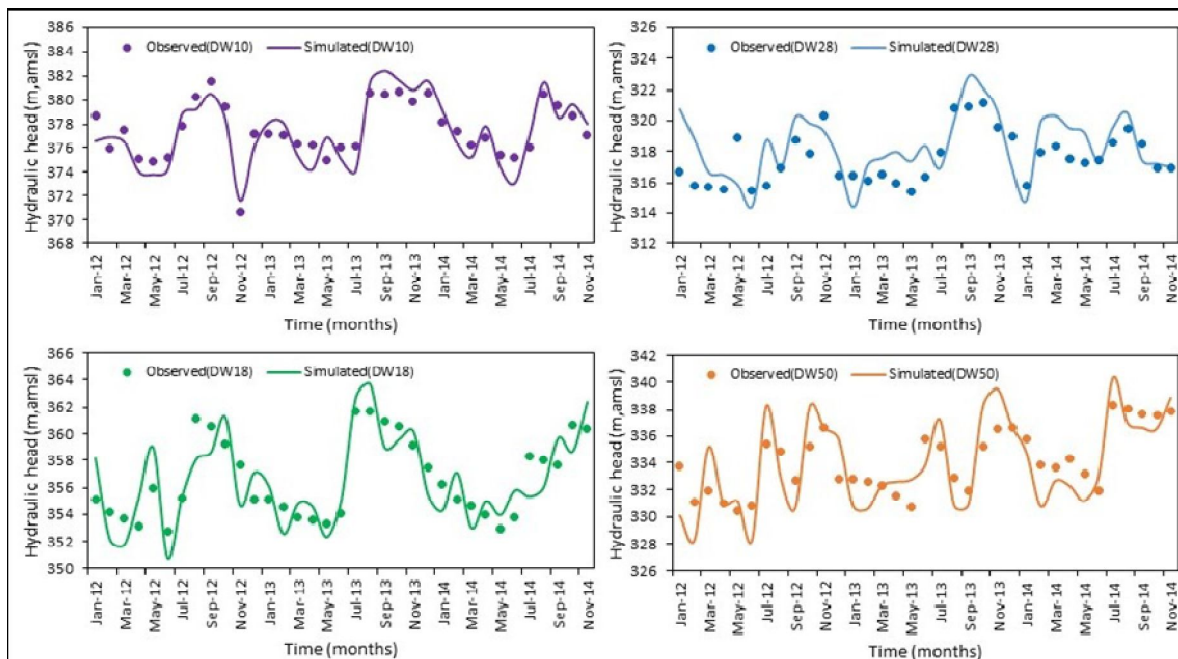 Observed(DW10) Simulated(DW10)
Hydraulic head (m,amsl)
386
384
382
380
378
376
374
372
370
368
Jan-12
Mar-12
May-12
Jul-12
Sep-12
Nov-12
Jan-13
Mar-13
May-13
Jul-13
Sep-13
Nov-13
Jan-14
Mar-14
May-14
Jul-14
Sep-14
Nov-14
Time (months)
Observed(DW28) Simulated(DW28)
Hydraulic head (m,amsl)
326
324
322
320
318
316
314
312
Jan-12
Mar-12
May-12
Jul-12
Sep-12
Nov-12
Jan-13
Mar-13
May-13
Jul-13
Sep-13
Nov-13
Jan-14
Mar-14
May-14
Jul-14
Sep-14
Nov-14
Time (months)
Observed(DW18) Simulated(DW18)
Hydraulic head (m,amsl)
366
364
362
360
358
356
354
352
350
Jan-12
Mar-12
May-12
Jul-12
Sep-12
Nov-12
Jan-13
Mar-13
May-13
Jul-13
Sep-13
Nov-13
Jan-14
Mar-14
May-14
Jul-14
Sep-14
Nov-14
Time (months)
Observed(DW50) Simulated(DW50)
Hydraulic head (m,amsl)
342
340
338
336
334
332
330
328
326
Jan-12
Mar-12
May-12
Jul-12
Sep-12
Nov-12
Jan-13
Mar-13
May-13
Jul-13
Sep-13
Nov-13
Jan-14
Mar-14
May-14
Jul-14
Sep-14
Nov-14
Time (months)